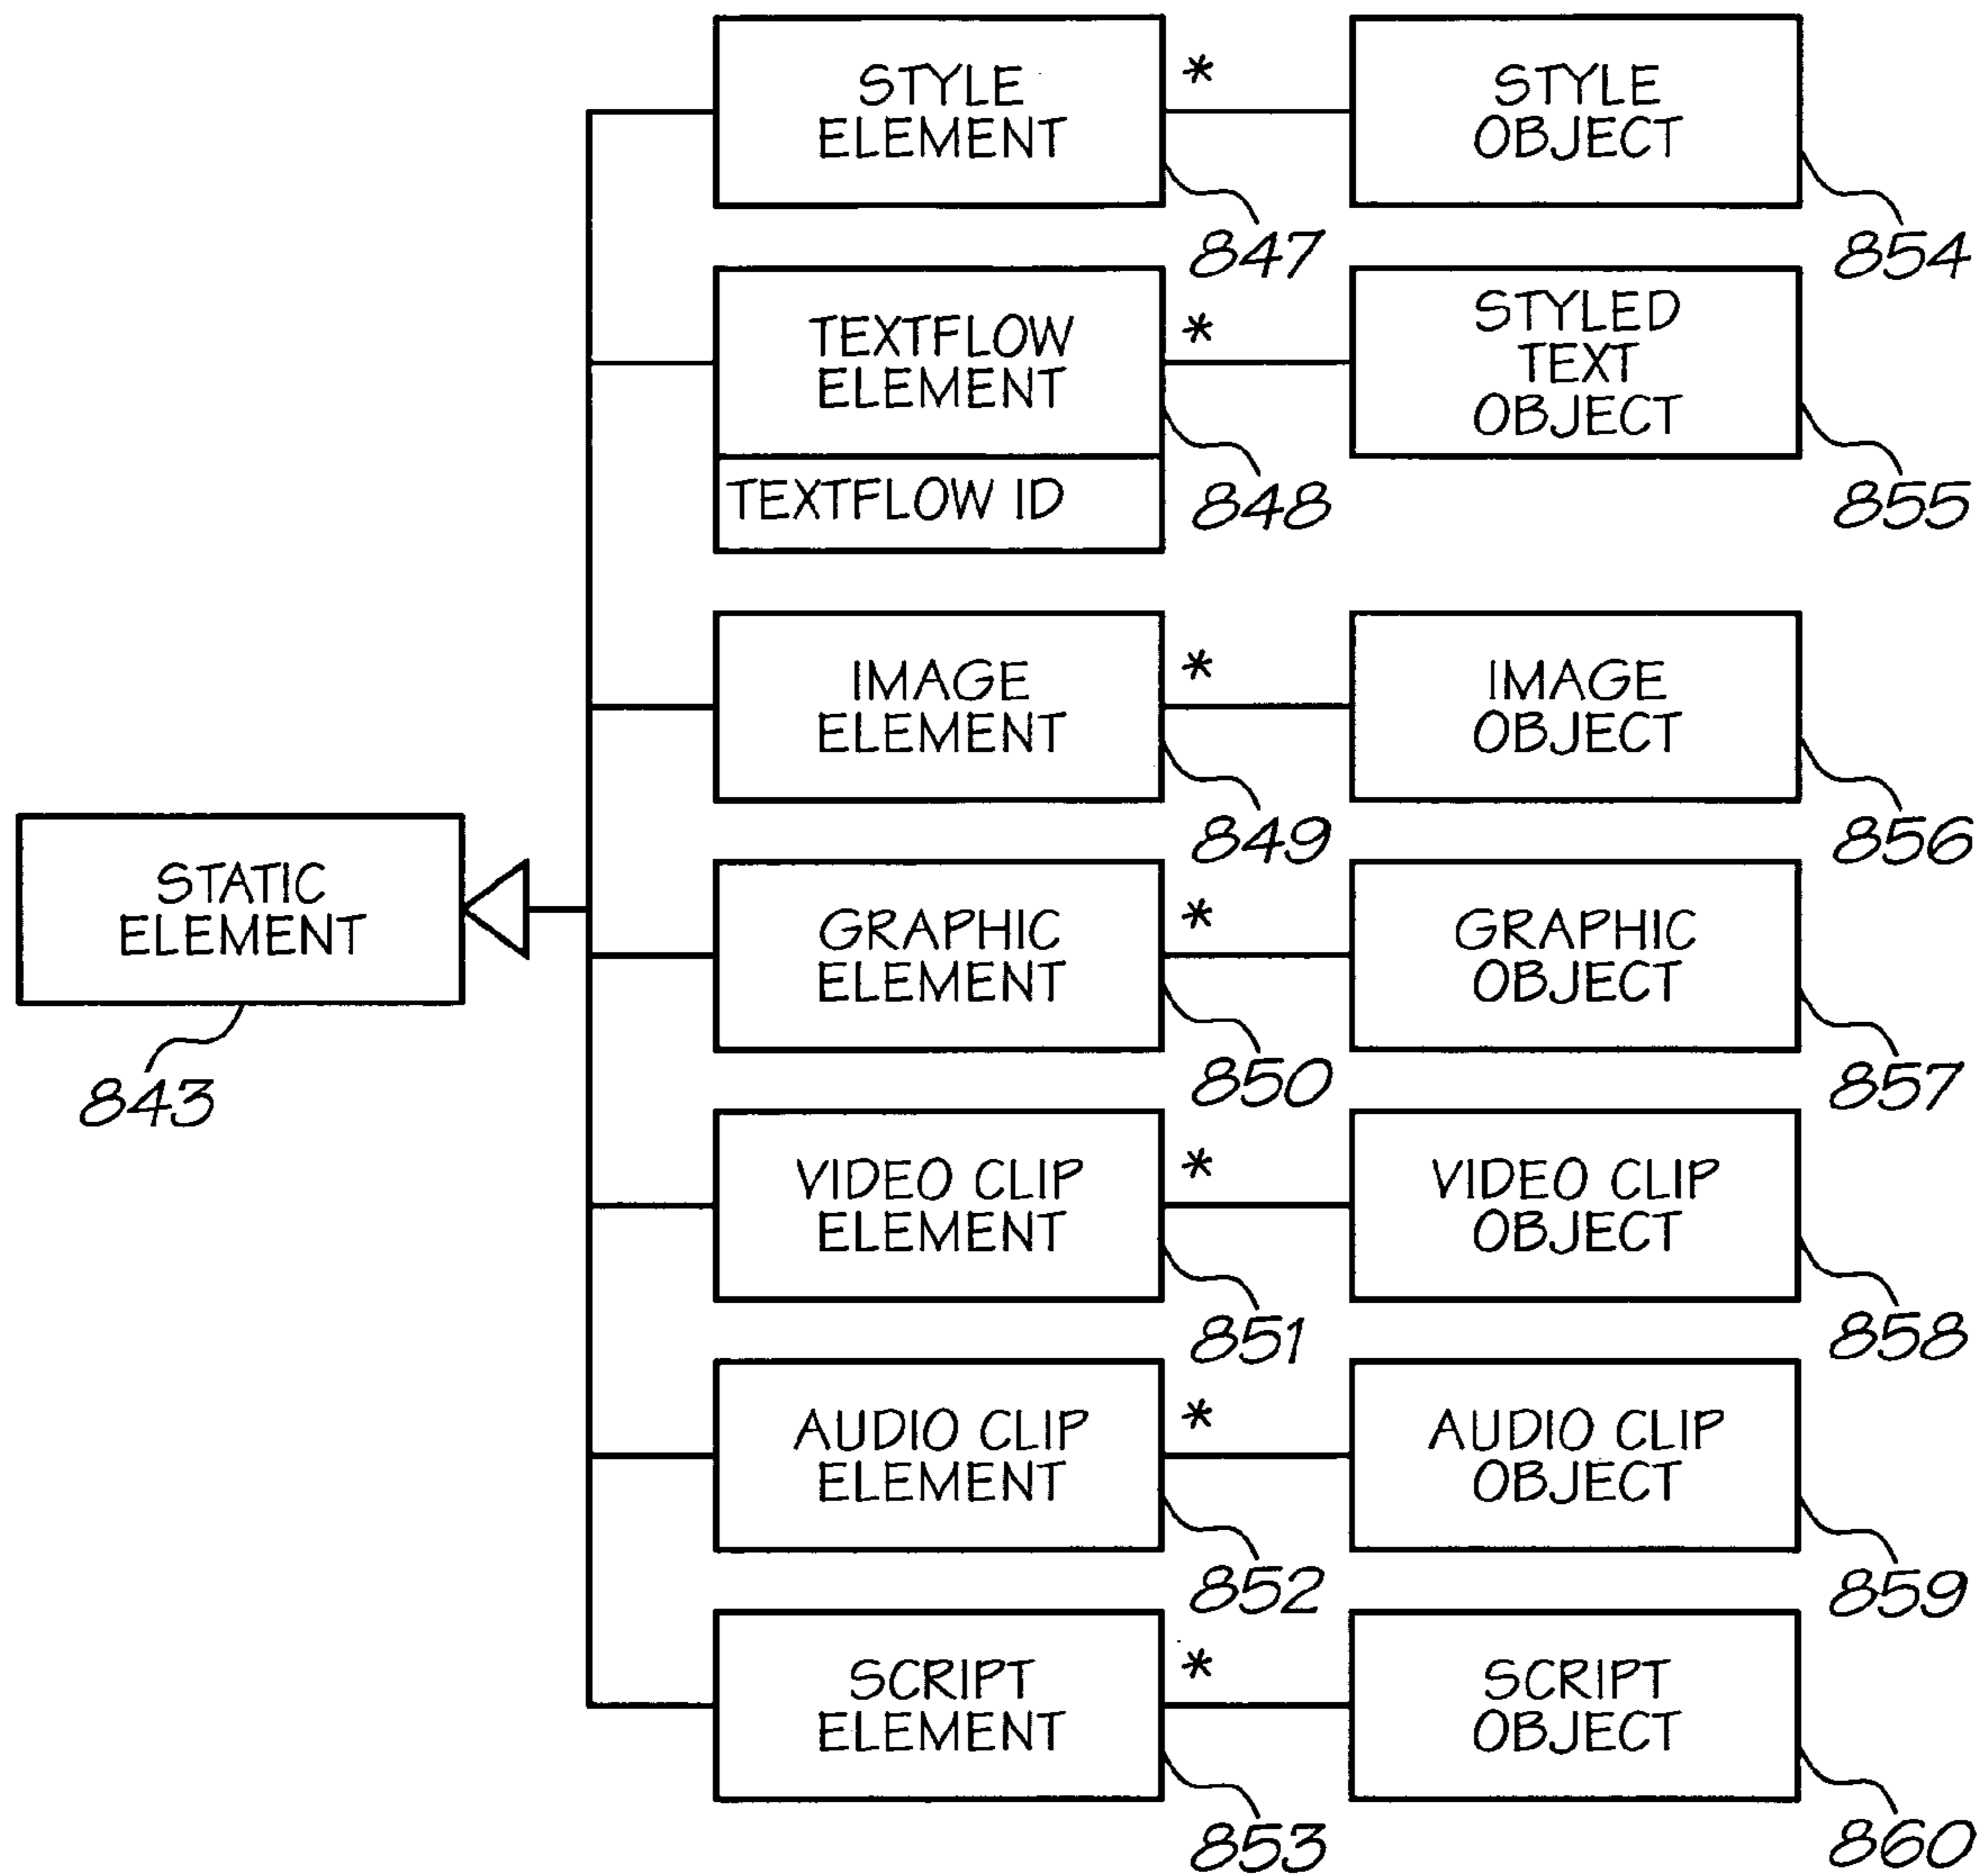 STYLE
ELEMENT
*
STYLE
OBJECT
847
854
TEXTFLOW
ELEMENT
*
STYLED
TEXT
OBJECT
TEXTFLOW ID
848
855
IMAGE
ELEMENT
*
IMAGE
OBJECT
849
856
STATIC
ELEMENT
843
GRAPHIC
ELEMENT
*
GRAPHIC
OBJECT
850
857
VIDEO CLIP
ELEMENT
*
VIDEO CLIP
OBJECT
851
858
AUDIO CLIP
ELEMENT
*
AUDIO CLIP
OBJECT
852
859
SCRIPT
ELEMENT
*
SCRIPT
OBJECT
853
860